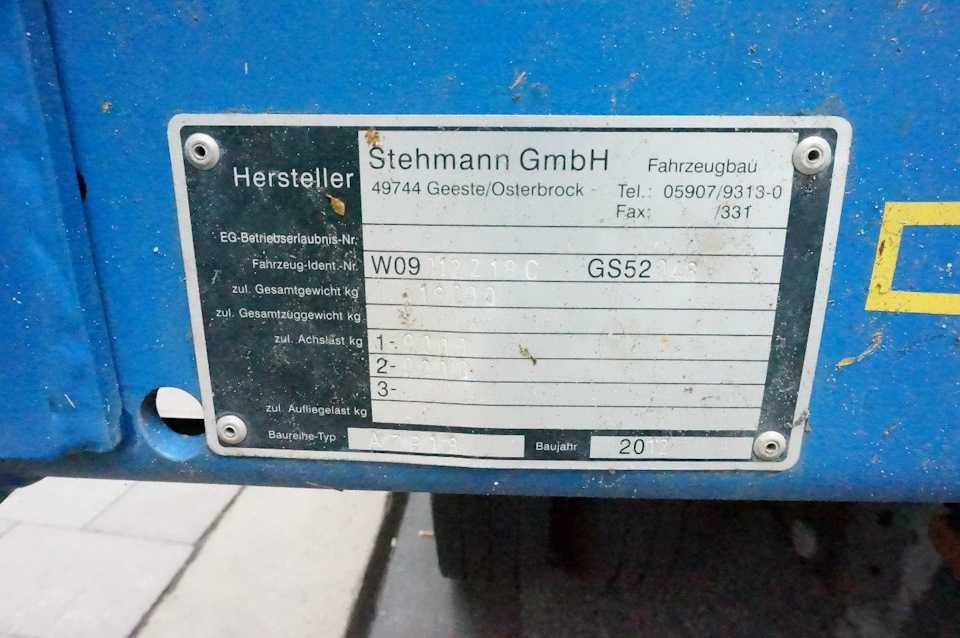 Hersteller
Stehmann GmbH Fahrzeugbau
49744 Geeste/Osterbrock Tel.: 05907/9313-0
Fax: /331
EG-Betriebserlaubnis-Nr.
Fahrzeug-Ident.-Nr. W09 GS52
zul. Gesamtgewicht kg 18000
zul. Gesamtzuggewicht kg
zul. Achslast kg 1-
2-
3-
zul. Aufliegelast kg
Baureihe-Typ Baujahr 2012